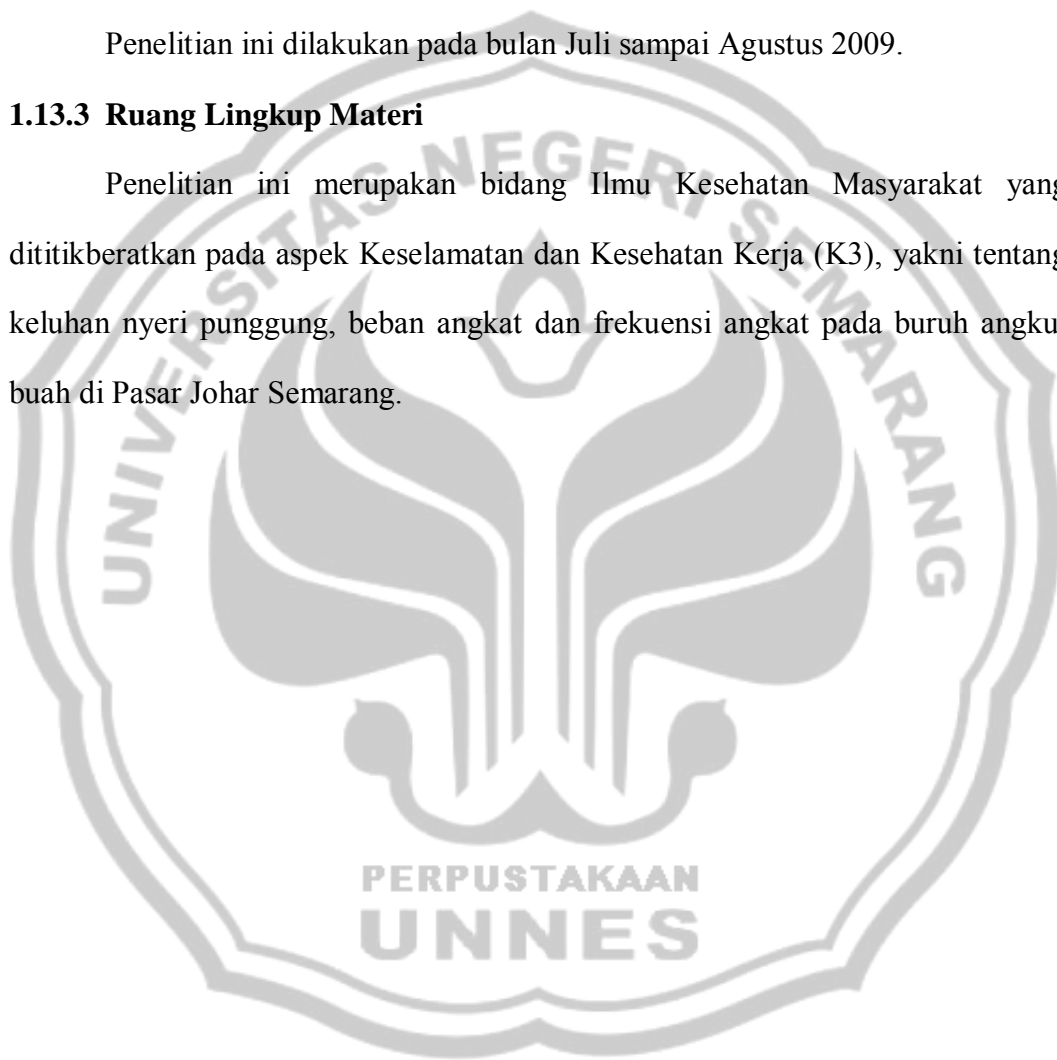 Penelitian ini dilakukan pada bulan Juli sampai Agustus 2009.
1.13.3 Ruang Lingkup Materi
Penelitian ini merupakan bidang Ilmu Kesehatan Masyarakat yang
dititikberatkan pada aspek Keselamatan dan Kesehatan Kerja (K3), yakni tentang
keluhan nyeri punggung, beban angkat dan frekuensi angkat pada buruh angku
buah di Pasar Johar Semarang.
UNIVERSITAS NEGERI SEMARANG
PERPUSTAKAAN
UNNES